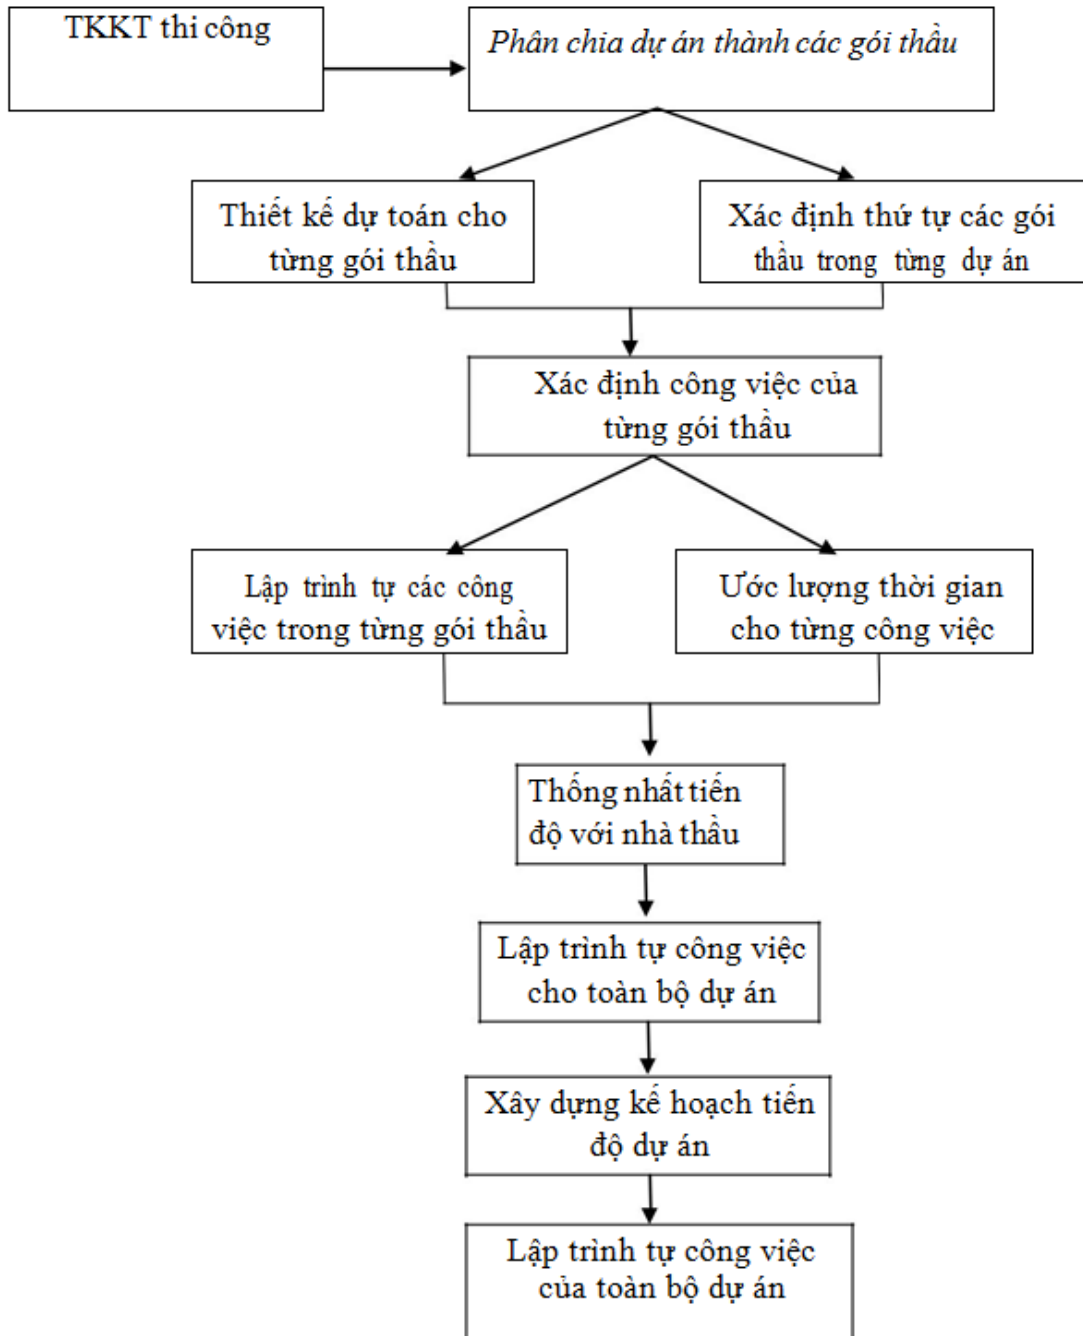 TKKT thi công
Phân chia dự án thành các gói thầu
Thiết kế dự toán cho
từng gói thầu
Xác định thứ tự các gói
thầu trong từng dự án
Xác định công việc của
từng gói thầu
Lập trình tự các công
việc trong từng gói thầu
Ước lượng thời gian
cho từng công việc
Thống nhất tiến
độ với nhà thầu
Lập trình tự công việc
cho toàn bộ dự án
Xây dựng kế hoạch tiến
độ dự án
Lập trình tự công việc
của toàn bộ dự án